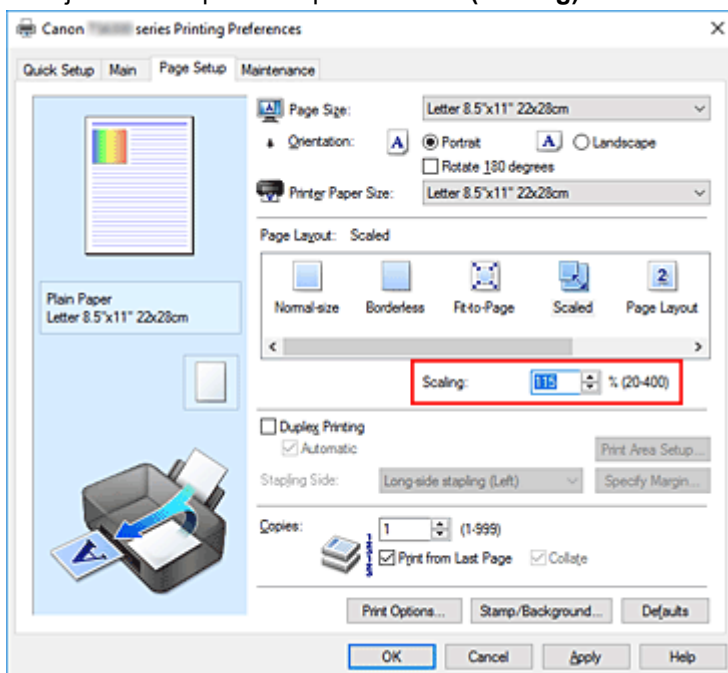 Canon series Printing Preferences
Quick Setup Main Page Setup Maintenance
Page Size: Letter 8.5"x11" 22x28cm
Orientation: A Portrait A Landscape
Rotate 180 degrees
Printer Paper Size: Letter 8.5"x11" 22x28cm
Page Layout: Scaled
Normal-size Borderless Fit-to-Page Scaled 2 Page Layout
Plain Paper
Letter 8.5"x11" 22x28cm
Scaling: 115 % (20-400)
Duplex Printing
Automatic Print Area Setup...
Stapling Side: Long-side stapling (Left) Specify Margin...
Copies: 1 (1-999)
Print from Last Page Collate
A
Print Options... Stamp/Background... Defaults
OK Cancel Apply Help